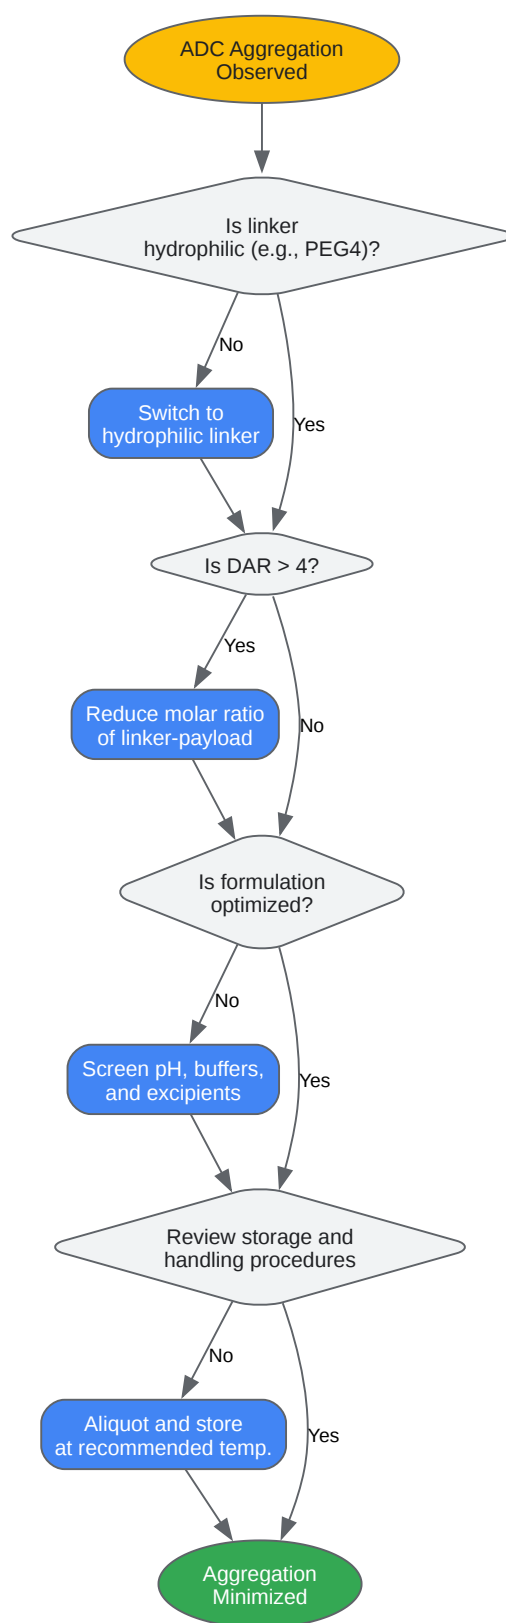 ADC Aggregation
Observed
Is linker
hydrophilic (e.g., PEG4)?
No
Switch to
hydrophilic linker
Yes
Is DAR > 4?
Yes
Reduce molar ratio
of linker-payload
No
Is formulation
optimized?
No
Screen pH, buffers,
and excipients
Yes
Review storage and
handling procedures
No
Aliquot and store
at recommended temp.
Yes
Aggregation
Minimized